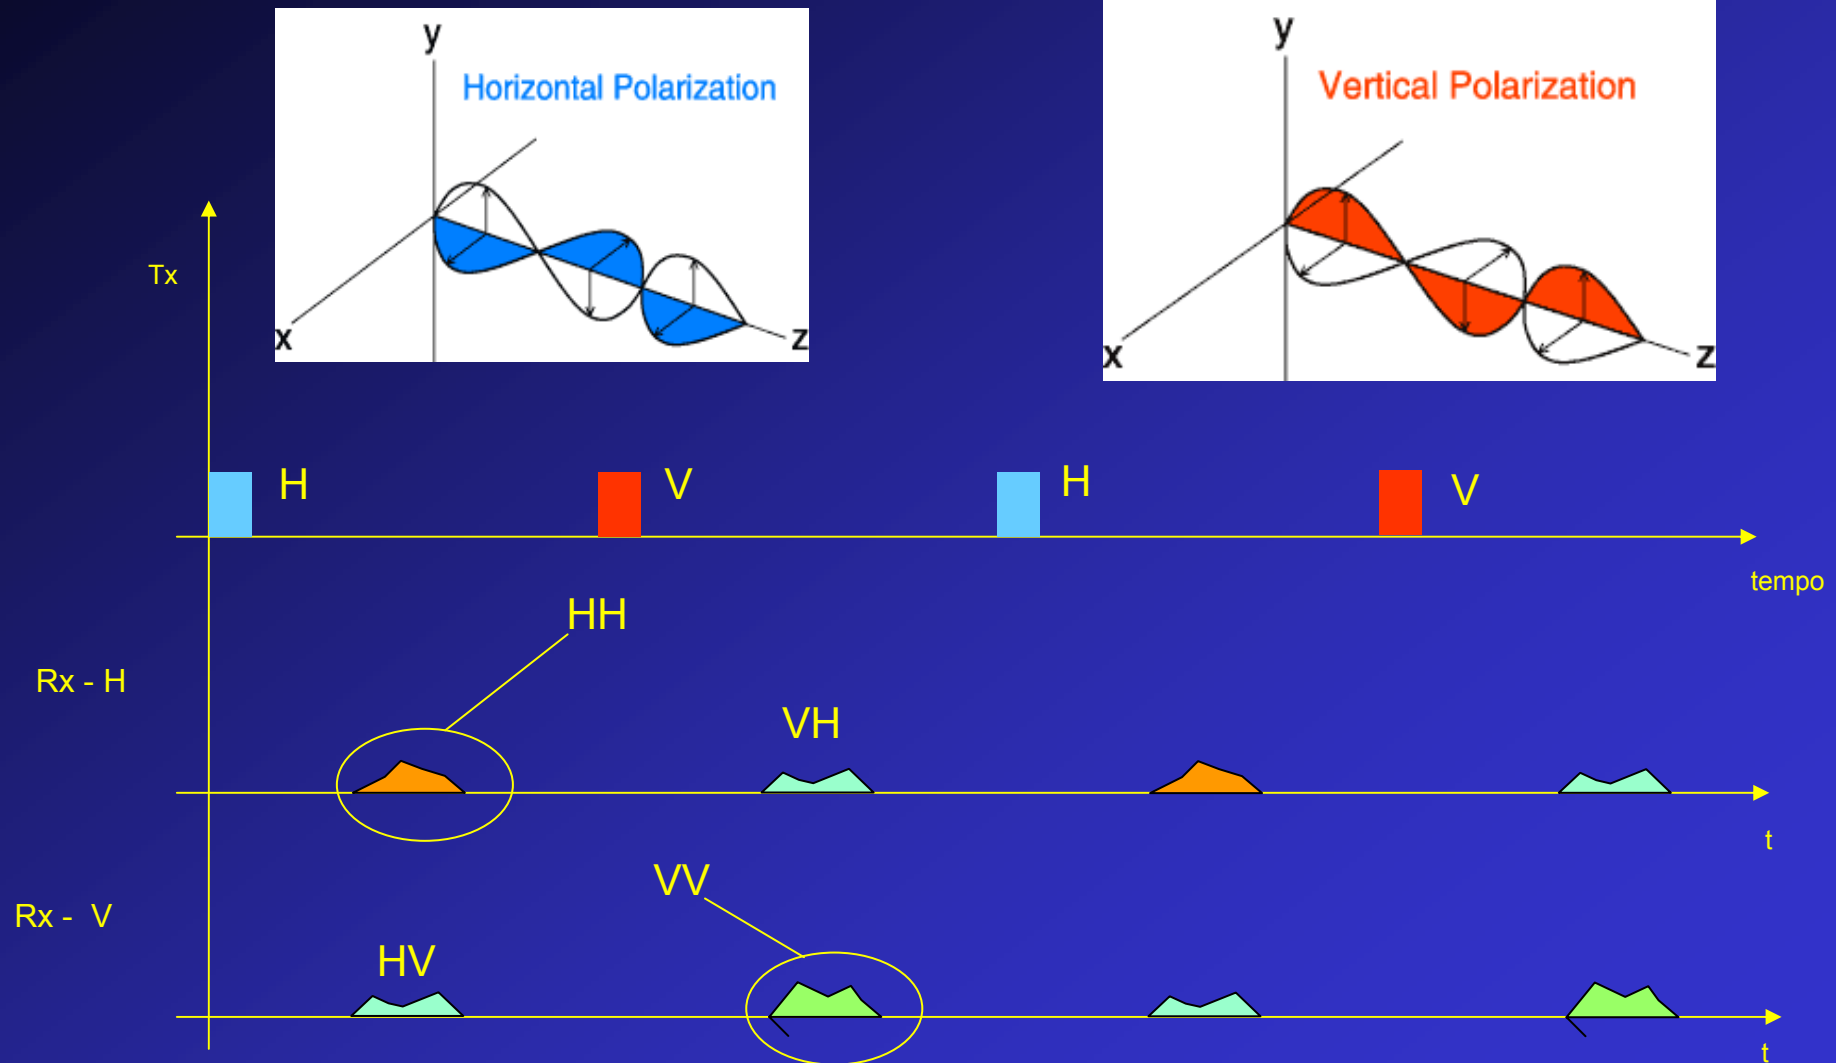 y
Horizontal Polarization
x
z
y
Vertical Polarization
x
z
Tx
H
V
H
V
tempo
HH
Rx - H
VH
t
VV
Rx - V
HV
t